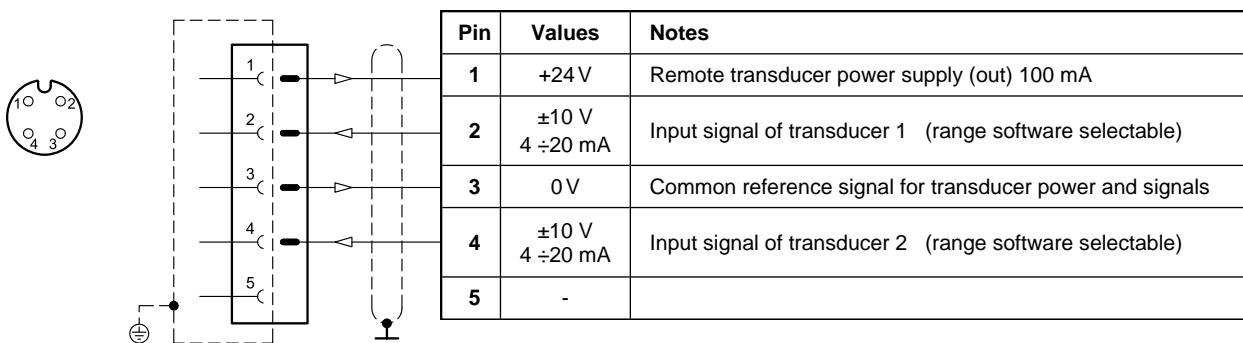 1 2
4 3
1
2
3
4
5
Pin Values Notes
1 +24 V Remote transducer power supply (out) 100 mA
2 ±10 V
4 ÷20 mA Input signal of transducer 1 (range software selectable)
3 0 V Common reference signal for transducer power and signals
4 ±10 V
4 ÷20 mA Input signal of transducer 2 (range software selectable)
5 -